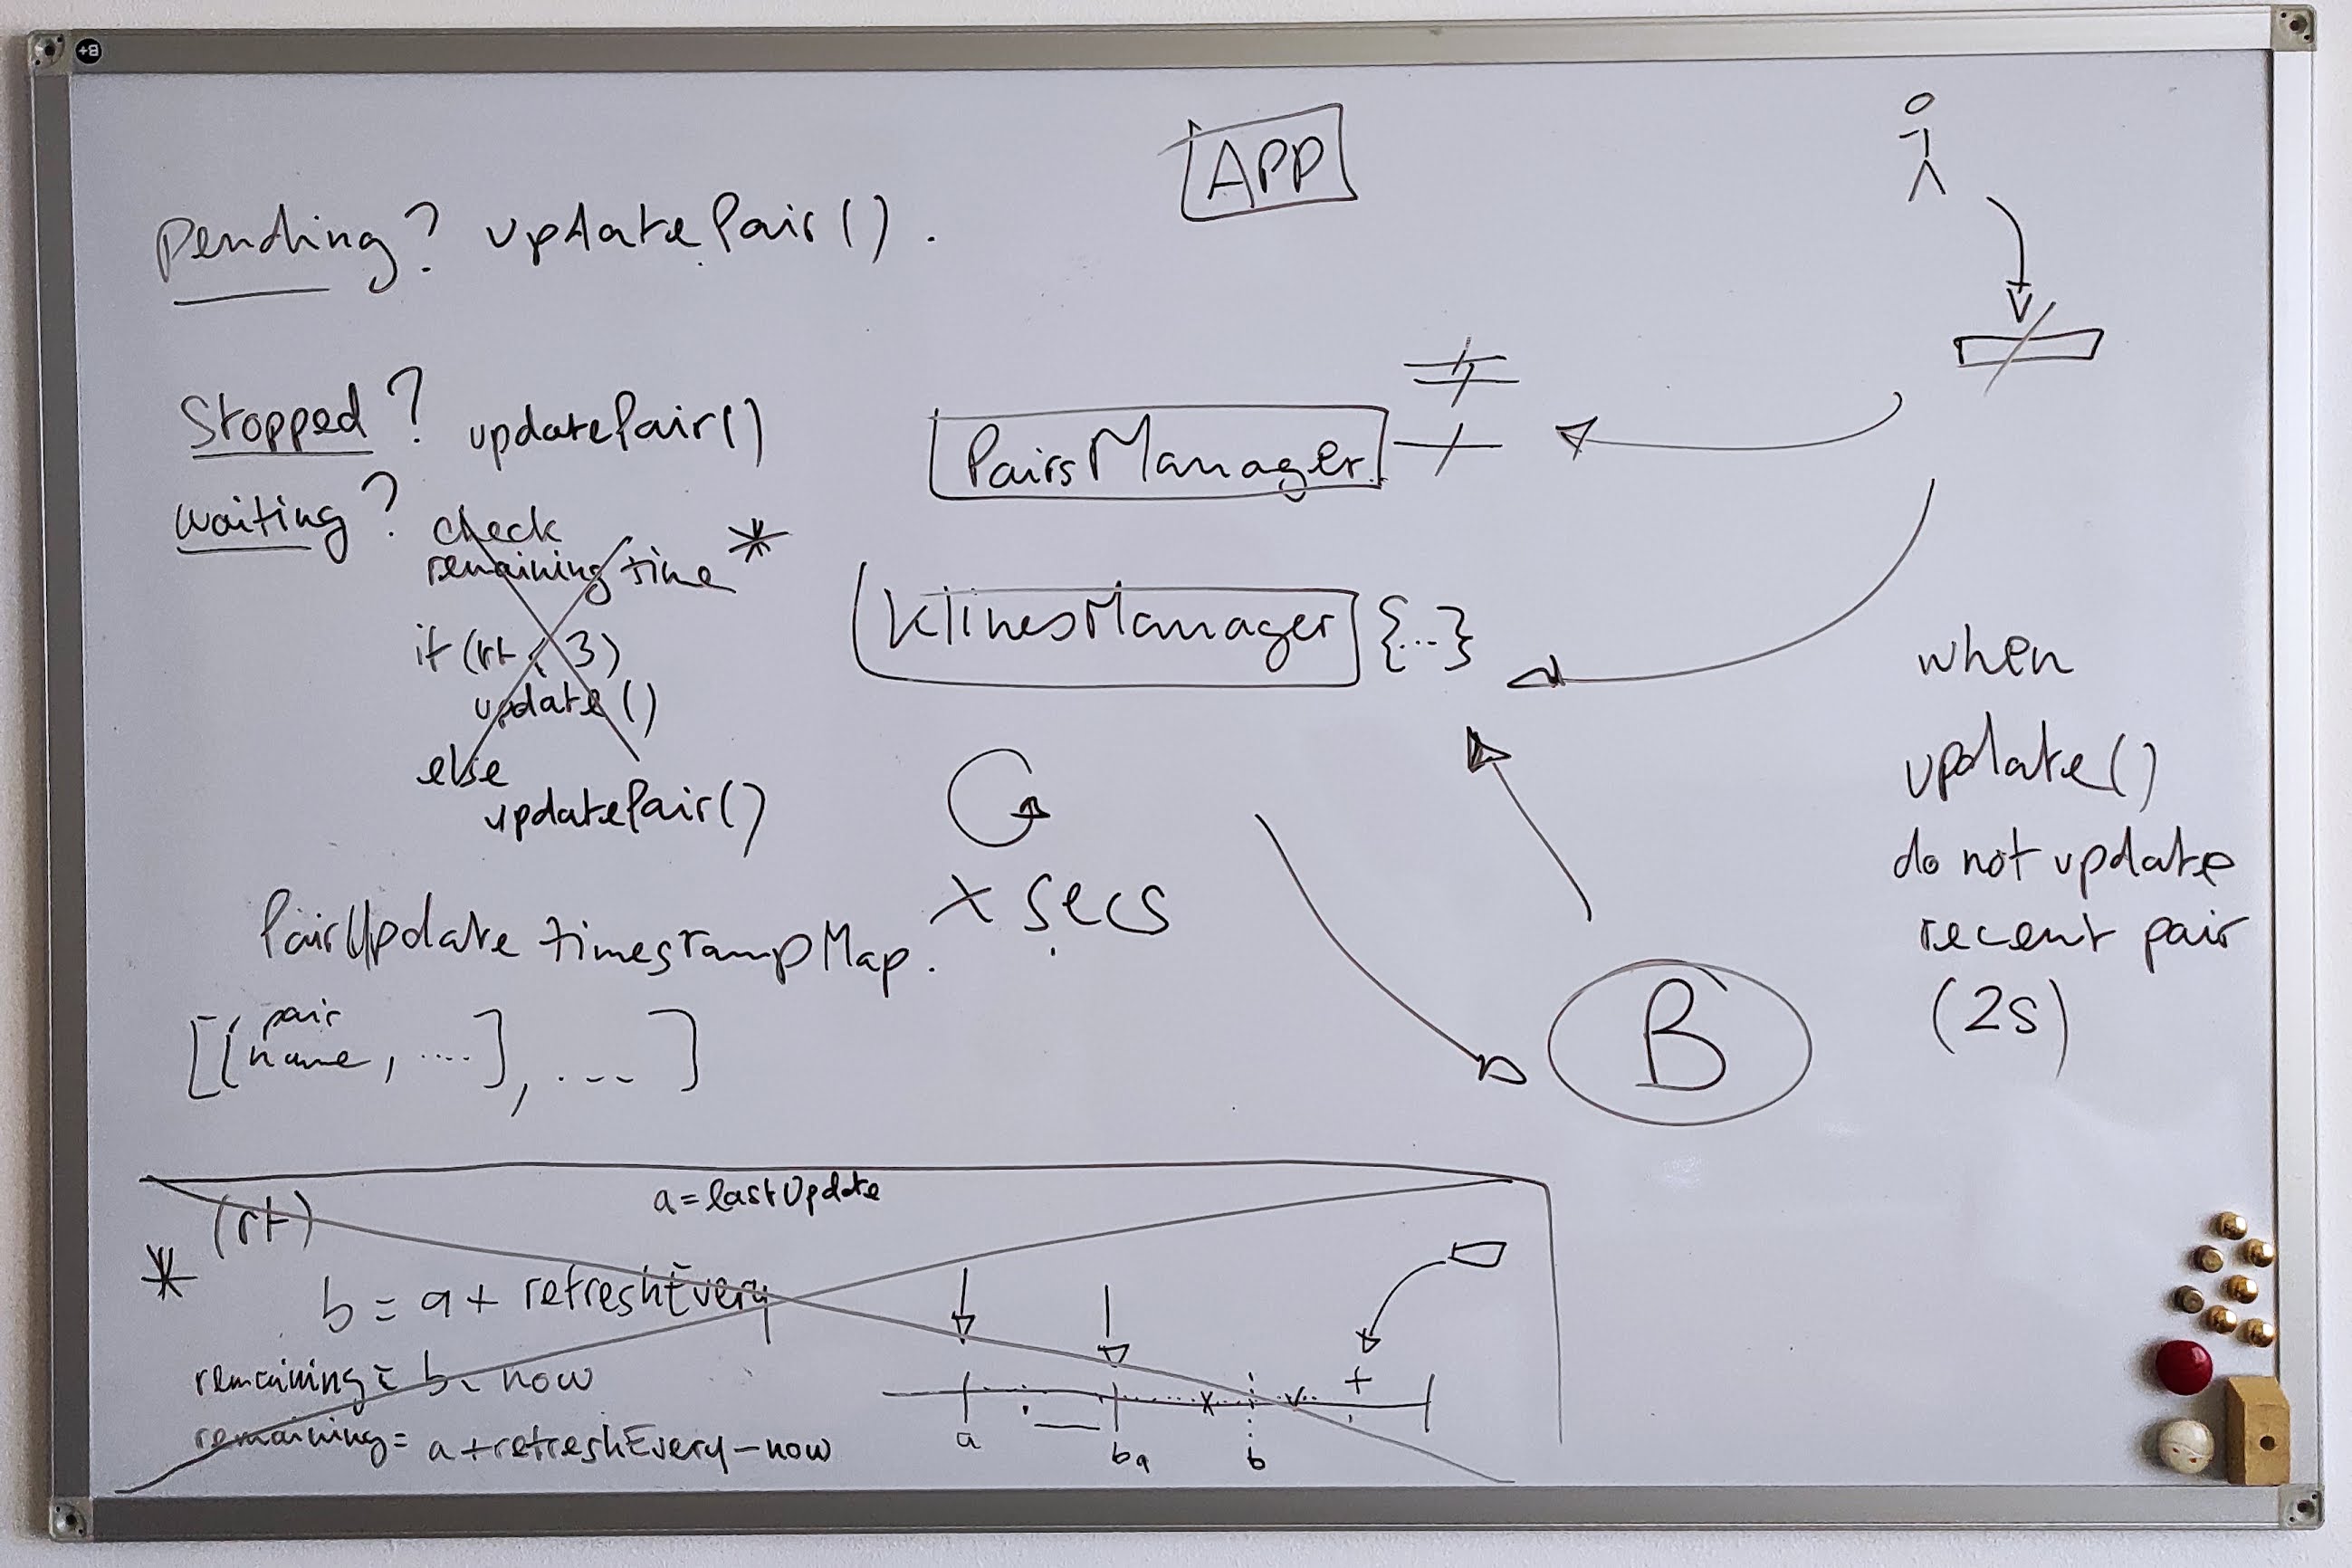 APP
pending? updatePair().
Stopped? updatePair()
waiting? check
remaining time *
if (rt < 3)
update()
else
updatePair()
PairsManager
KlinesManager {...}
X secs
PairUpdate timestampMap.
[[pair
name, ....], ... ]
B
when
update()
do not update
recent pair
(2s)
* (rt)
a = lastUpdate
b = a + refreshEvery
remaining = b - now
remaining = a + refreshEvery - now
a
b
B+